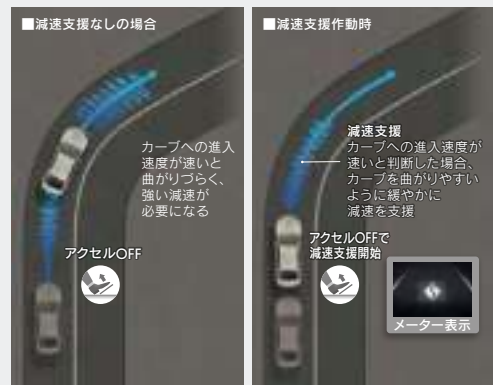 ■減速支援なしの場合
カーブへの進入
速度が速いと
曲がりづらく、
強い減速が
必要になる
アクセルOFF
■減速支援作動時
減速支援
カーブへの進入速度が
速いと判断した場合、
カーブを曲がりやすい
ように緩やかに
減速を支援
アクセルOFFで
減速支援開始
メーター表示